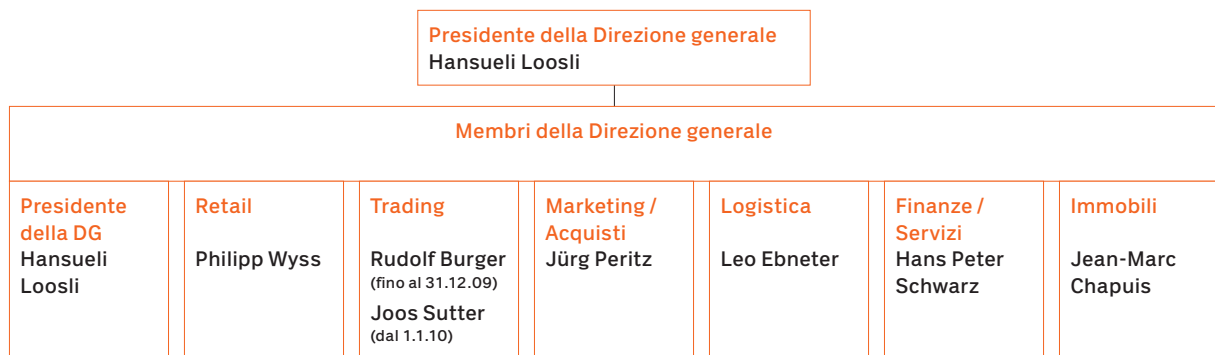 Presidente della Direzione generale
Hansueli Loosli
Membri della Direzione generale
Presidente
della DG
Hansueli
Loosli
Retail
Philipp Wyss
Trading
Rudolf Burger
(fino al 31.12.09)
Joos Sutter
(dal 1.1.10)
Marketing /
Acquisti
Jürg Peritz
Logistica
Leo Ebneter
Finanze /
Servizi
Hans Peter
Schwarz
Immobili
Jean-Marc
Chapuis